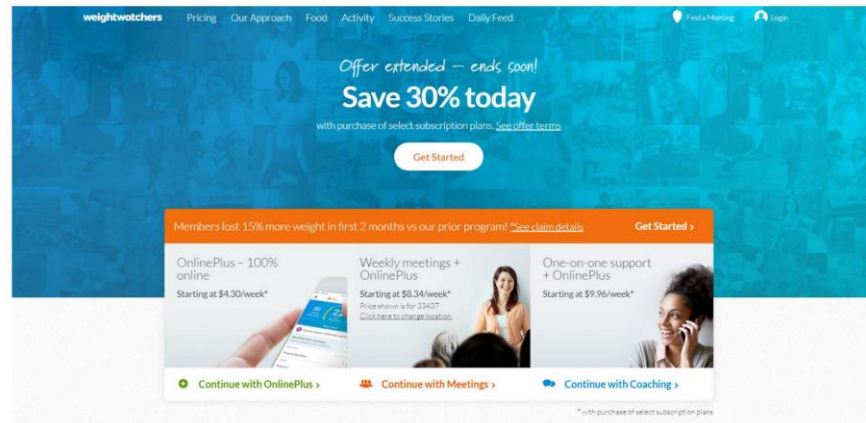 weightwatchers Pricing Our Approach Food Activity Success Stories Daily Feed Find a Meeting Login
Offer extended – ends soon!
Save 30% today
with purchase of select subscription plans. See offer terms
Get Started
Members lost 15% more weight in first 2 months vs our prior program! *See claim details Get Started ›
OnlinePlus – 100%
online
Starting at $4.30/week*
Continue with OnlinePlus ›
Weekly meetings +
OnlinePlus
Starting at $8.34/week*
Price shown is for 33437
Click here to change location.
Continue with Meetings ›
One-on-one support
+ OnlinePlus
Starting at $9.96/week*
Continue with Coaching ›
* with purchase of select subscription plans